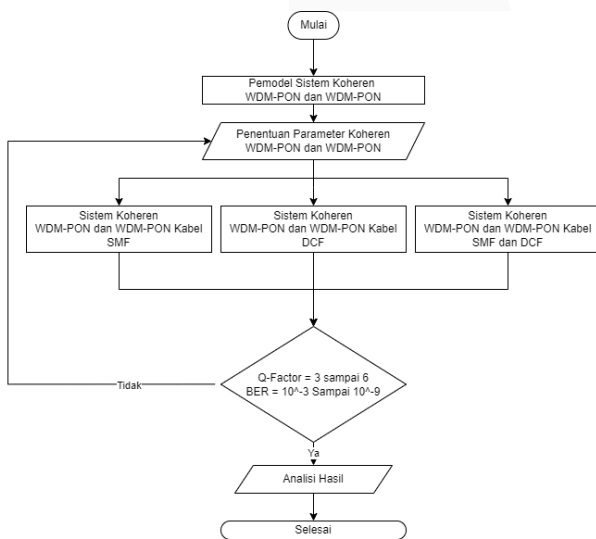 Mulai
Pemodel Sistem Koheren
WDM-PON dan WDM-PON
Penentuan Parameter Koheren
WDM-PON dan WDM-PON
Sistem Koheren
WDM-PON dan WDM-PON Kabel
SMF
Sistem Koheren
WDM-PON dan WDM-PON Kabel
DCF
Sistem Koheren
WDM-PON dan WDM-PON Kabel
SMF dan DCF
Q-Factor = 3 sampai 6
BER = 10^-3 Sampai 10^-9
Tidak
Ya
Analisi Hasil
Selesai